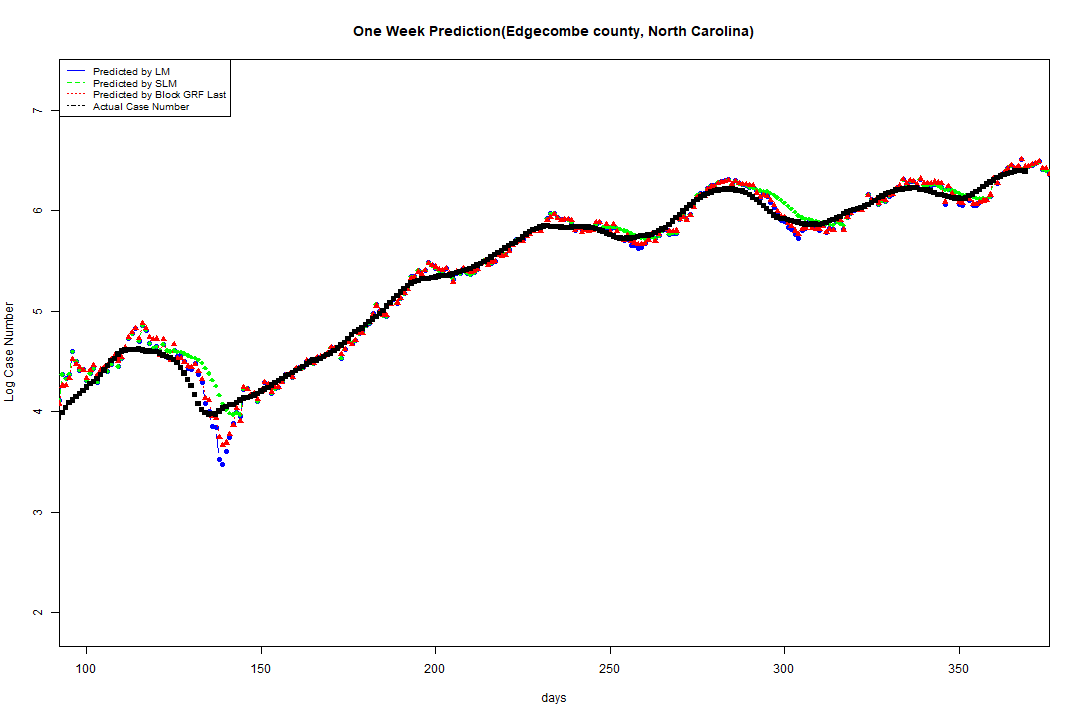 One Week Prediction(Edgecombe county, North Carolina)
Predicted by LM
Predicted by SLM
Predicted by Block GRF Last
Actual Case Number
7
6
5
4
3
2
Log Case Number
100 150 200 250 300 350
days